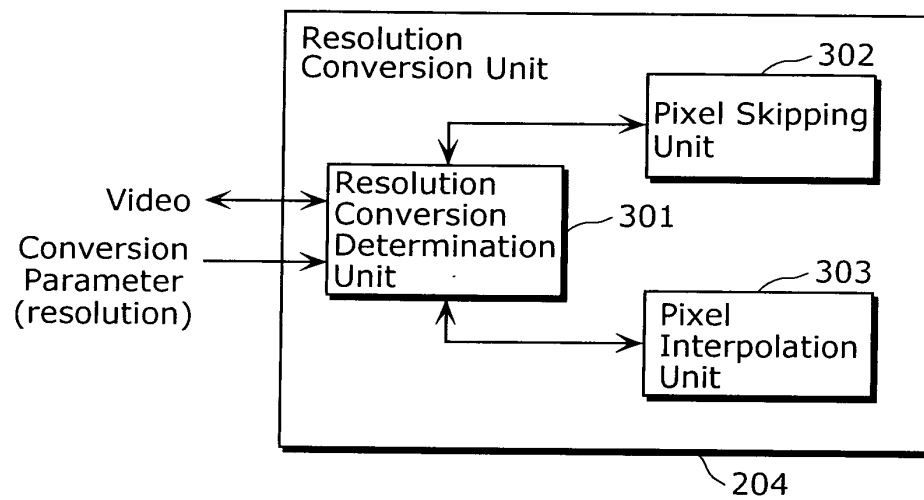 Resolution
Conversion Unit
302
Pixel Skipping
Unit
Resolution
Conversion
Determination
Unit
301
Video
Conversion
Parameter
(resolution)
303
Pixel
Interpolation
Unit
204